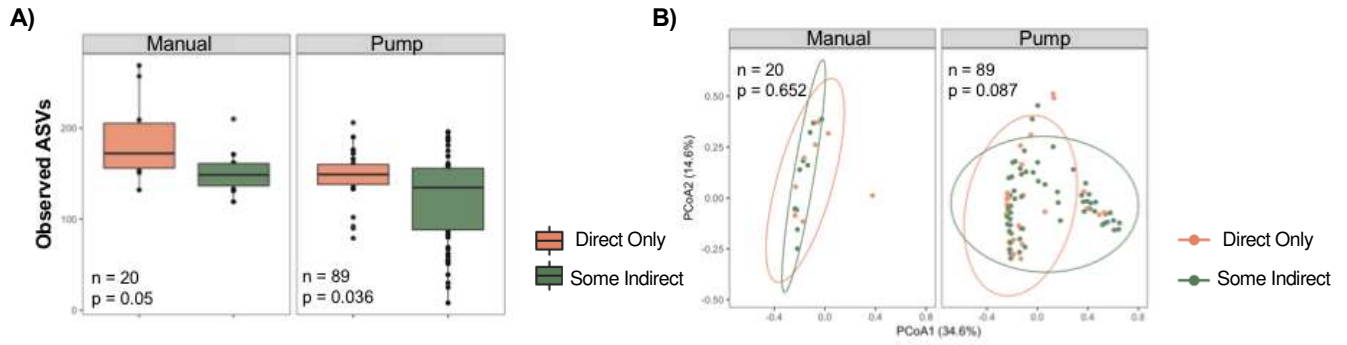 A)
Manual
Pump
Observed ASVs
200
100
0
n = 20
p = 0.05
n = 89
p = 0.036
Direct Only
Some Indirect
B)
Manual
Pump
n = 20
p = 0.652
n = 89
p = 0.087
PCoA2 (14.6%)
0.50
0.25
0.00
-0.25
-0.50
-0.4 0.0 0.4 0.8
-0.4 0.0 0.4 0.8
PCoA1 (34.6%)
Direct Only
Some Indirect